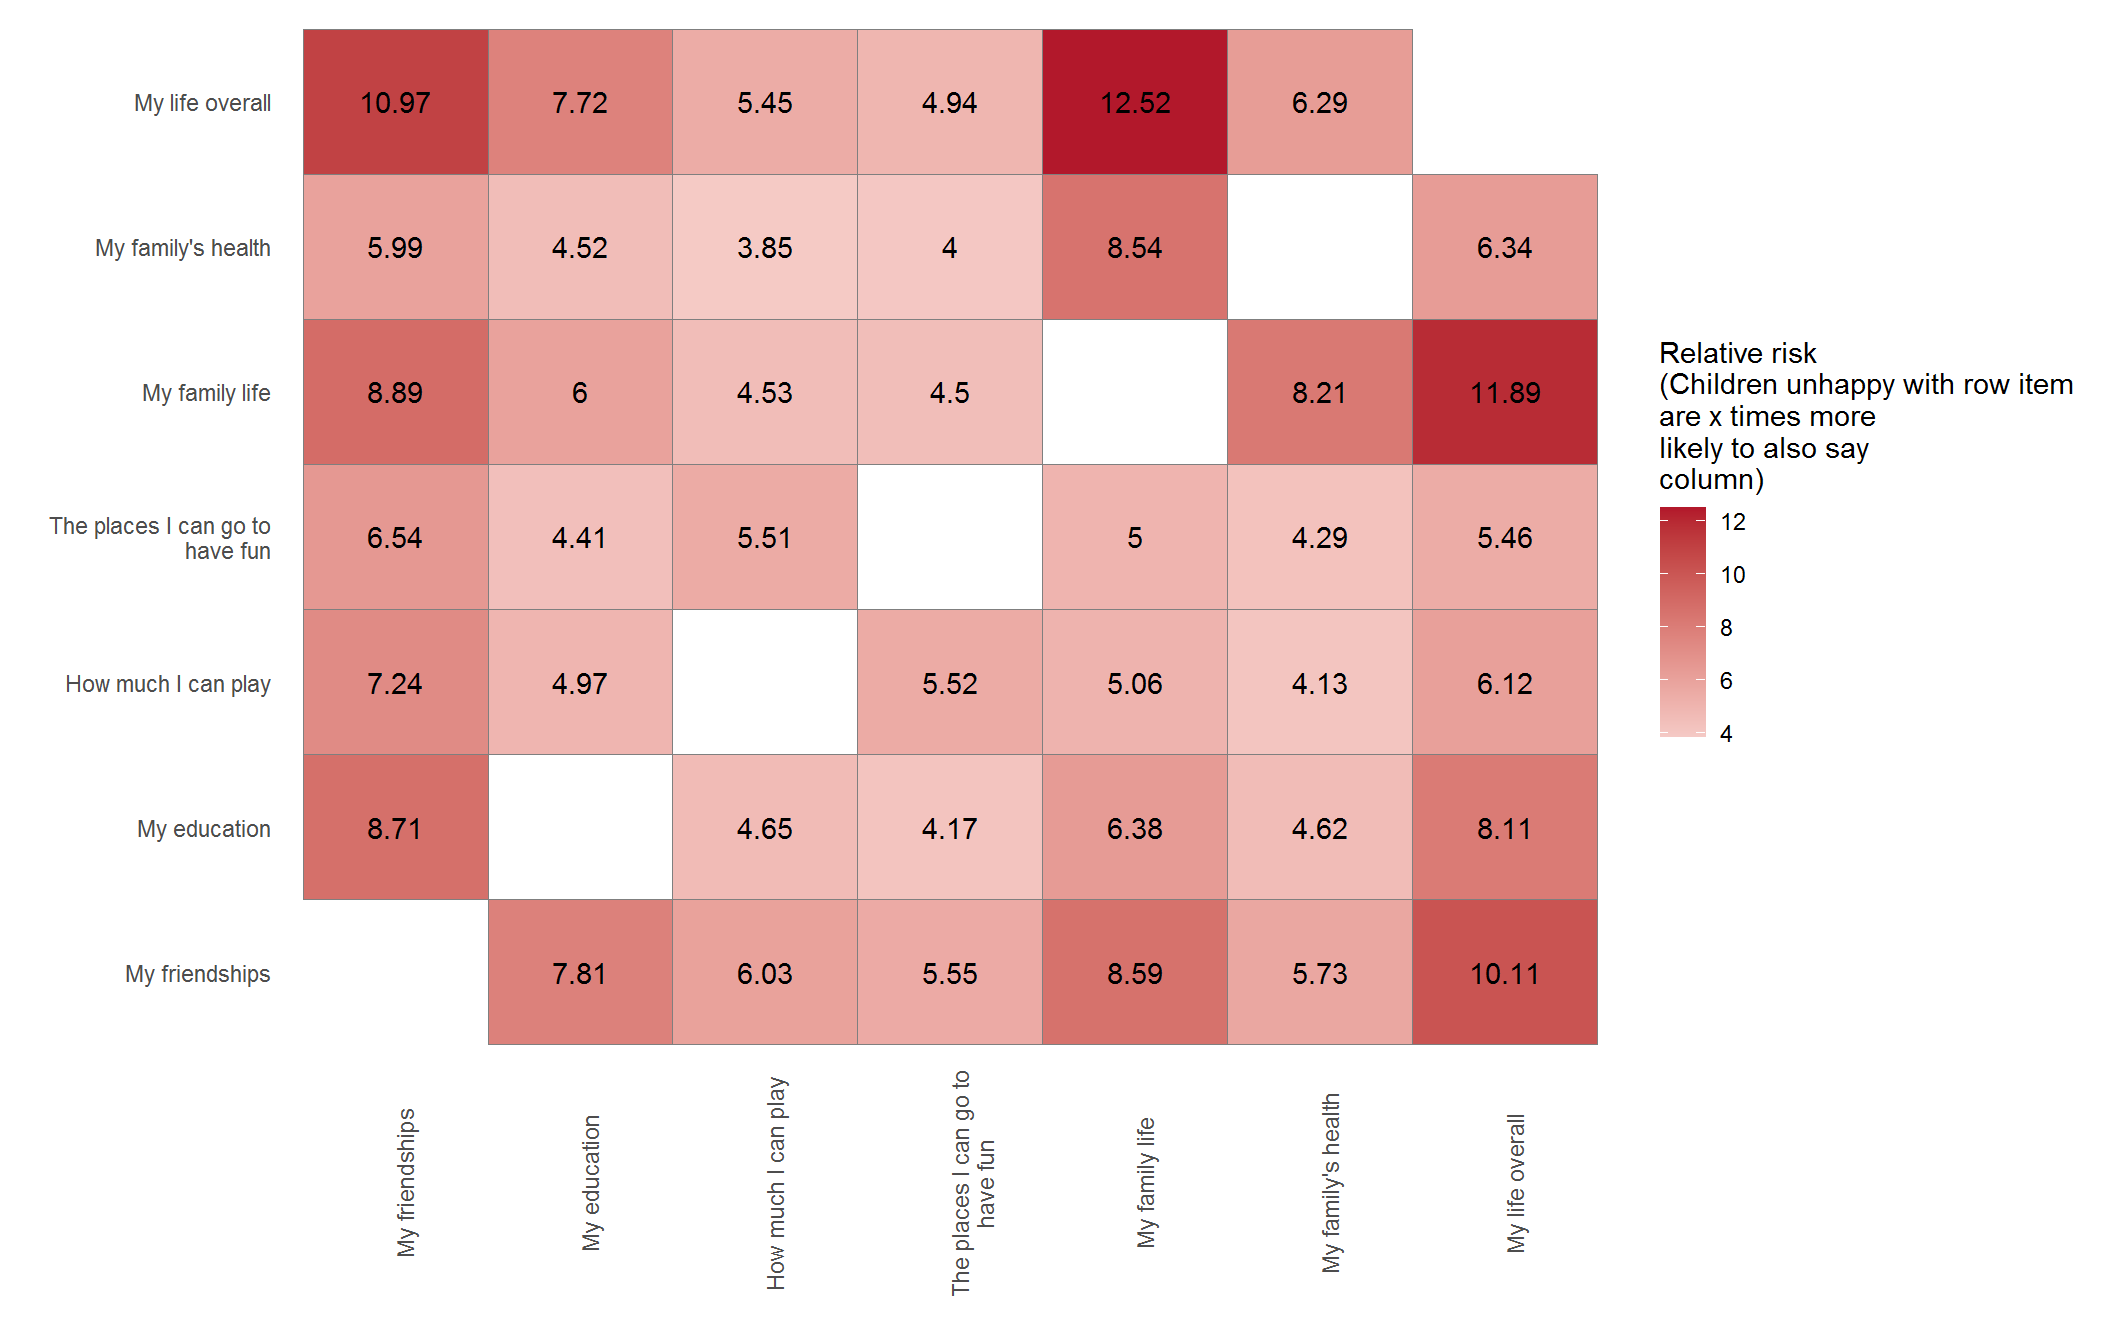 My life overall
10.97 7.72 5.45 4.94 12.52 6.29
My family's health
5.99 4.52 3.85 4 8.54 6.34
My family life
8.89 6 4.53 4.5 8.21 11.89
The places I can go to
have fun
6.54 4.41 5.51 5 4.29 5.46
How much I can play
7.24 4.97 5.52 5.06 4.13 6.12
My education
8.71 4.65 4.17 6.38 4.62 8.11
My friendships
7.81 6.03 5.55 8.59 5.73 10.11
My friendships
My education
How much I can play
The places I can go to
have fun
My family life
My family's health
My life overall
Relative risk
(Children unhappy with row item
are x times more
likely to also say
column)
12
10
8
6
4